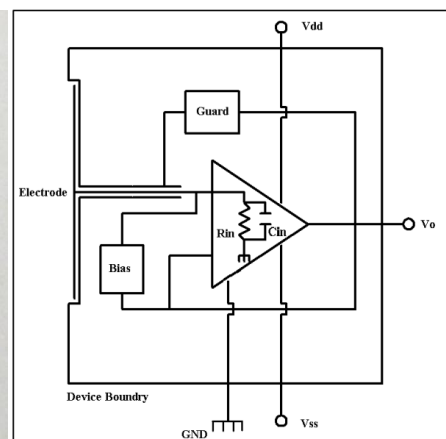 Vdd
Guard
Electrode
Rin
Cin
Vo
Bias
Device Boundry
Vss
GND